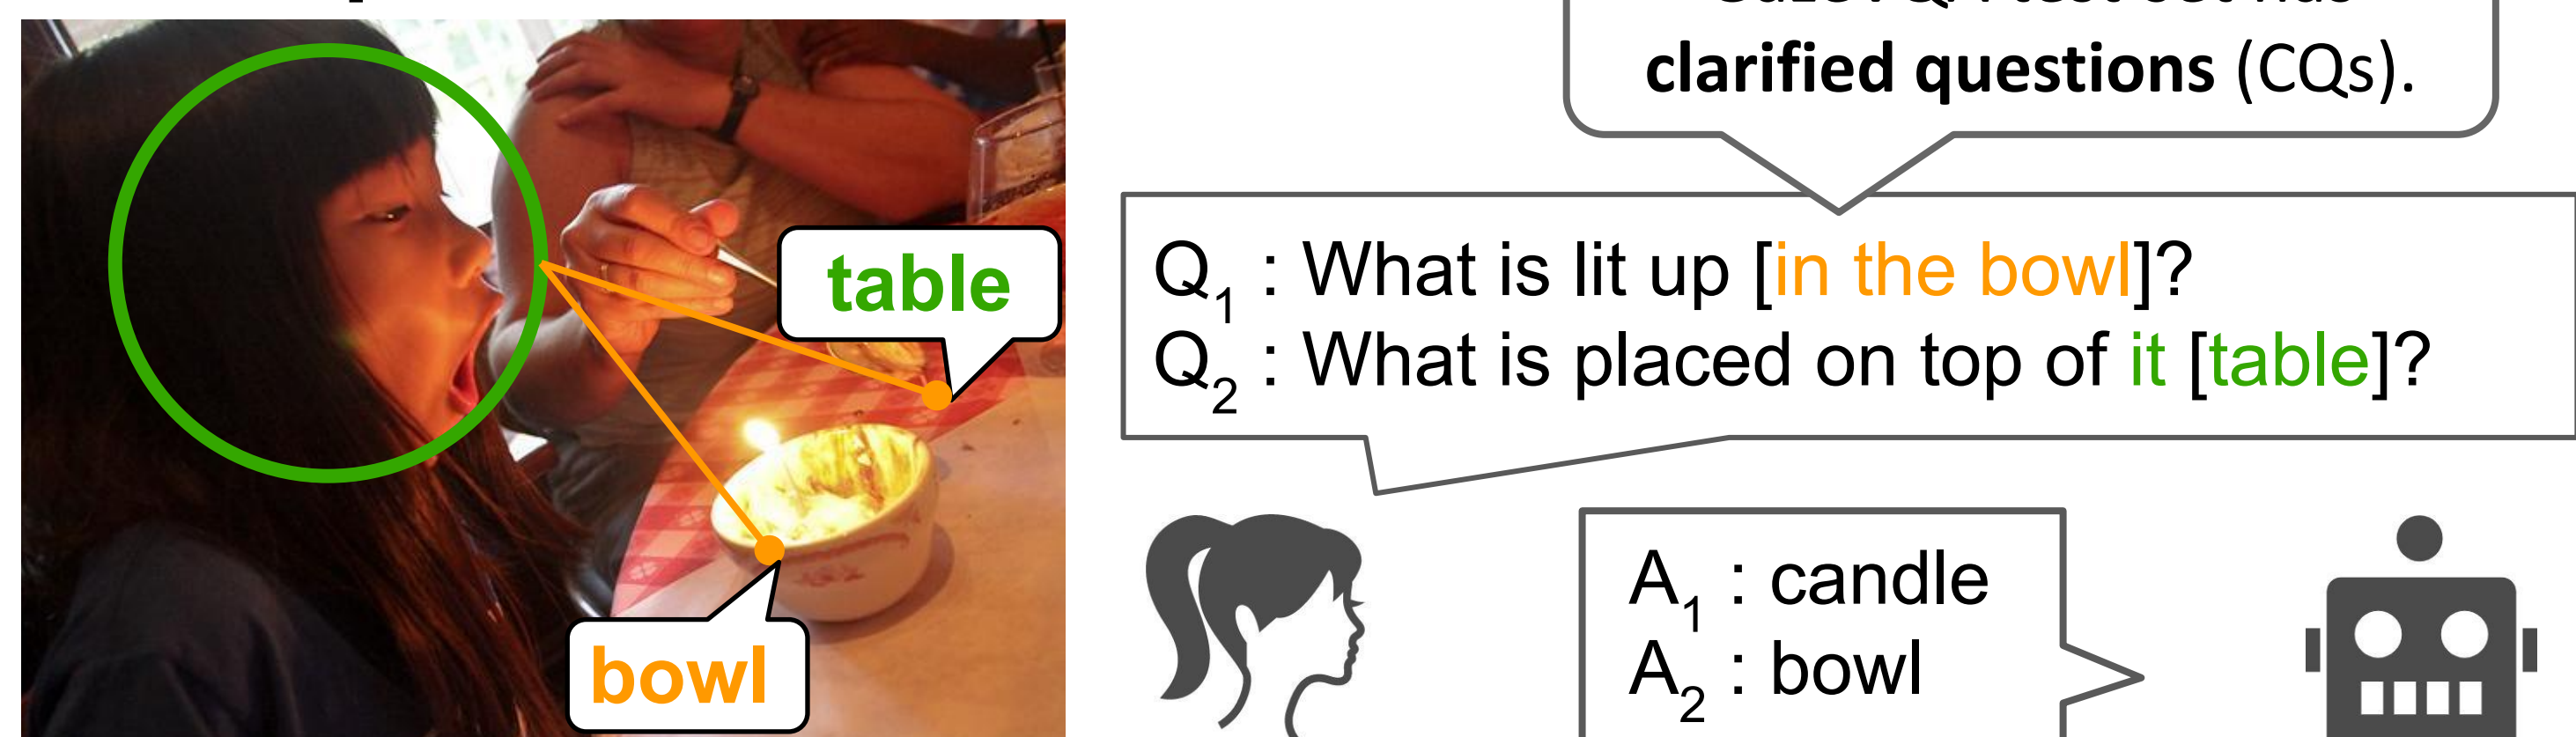 clarified questions (CQs).
table
bowl
Q1 : What is lit up [in the bowl]?
Q2 : What is placed on top of it [table]?
A1 : candle
A2 : bowl